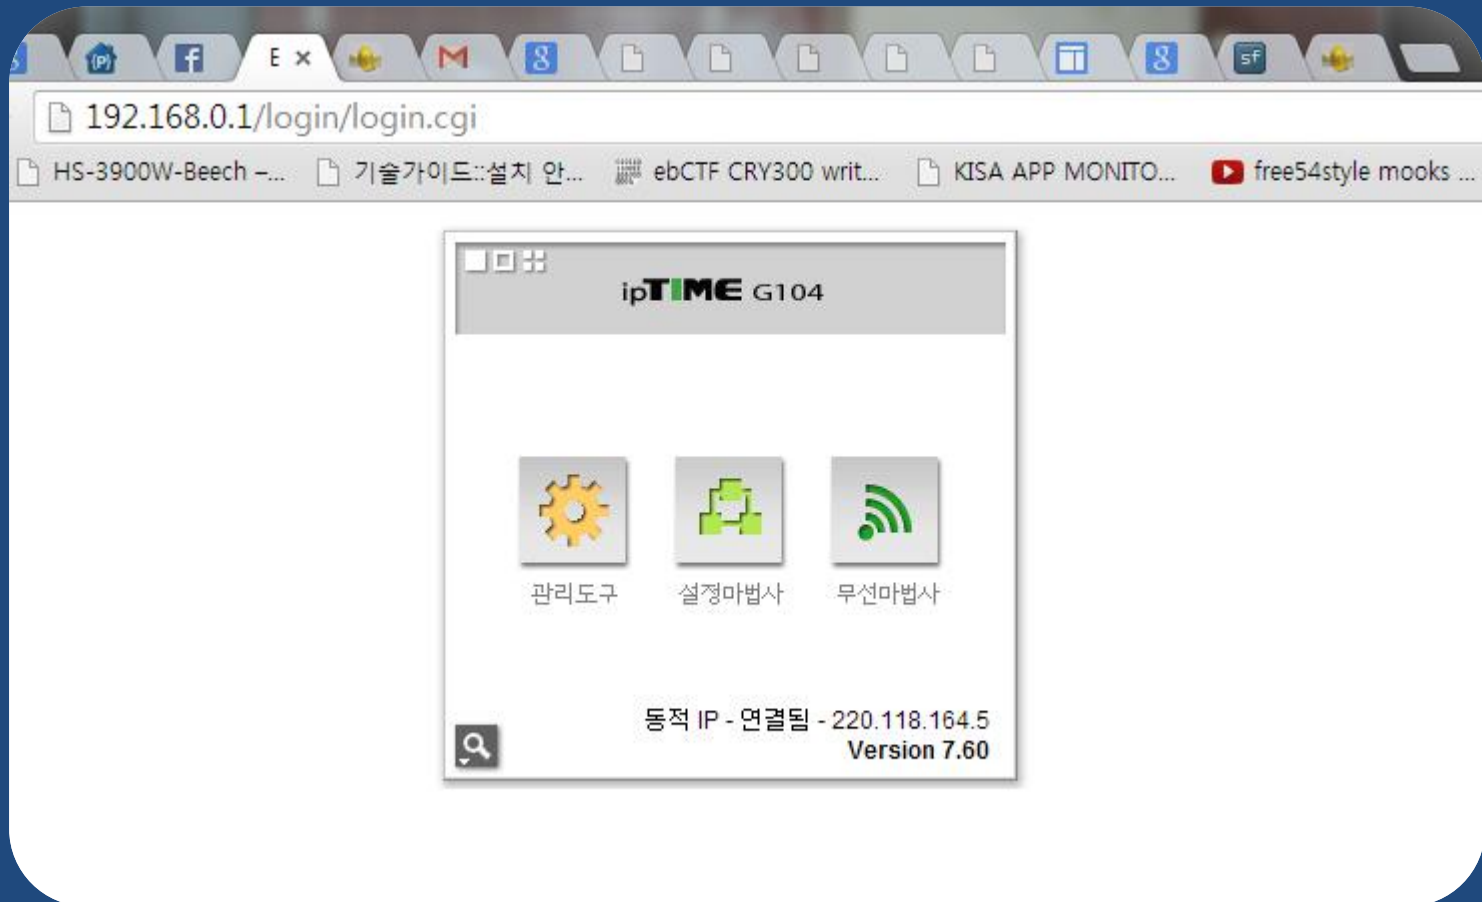 E
192.168.0.1/login/login.cgi
HS-3900W-Beech –...
기술가이드::설치 안...
ebCTF CRY300 writ...
KISA APP MONITO...
free54style mooks ...
ipTIME G104
관리도구
설정마법사
무선마법사
동적 IP - 연결됨 - 220.118.164.5
Version 7.60